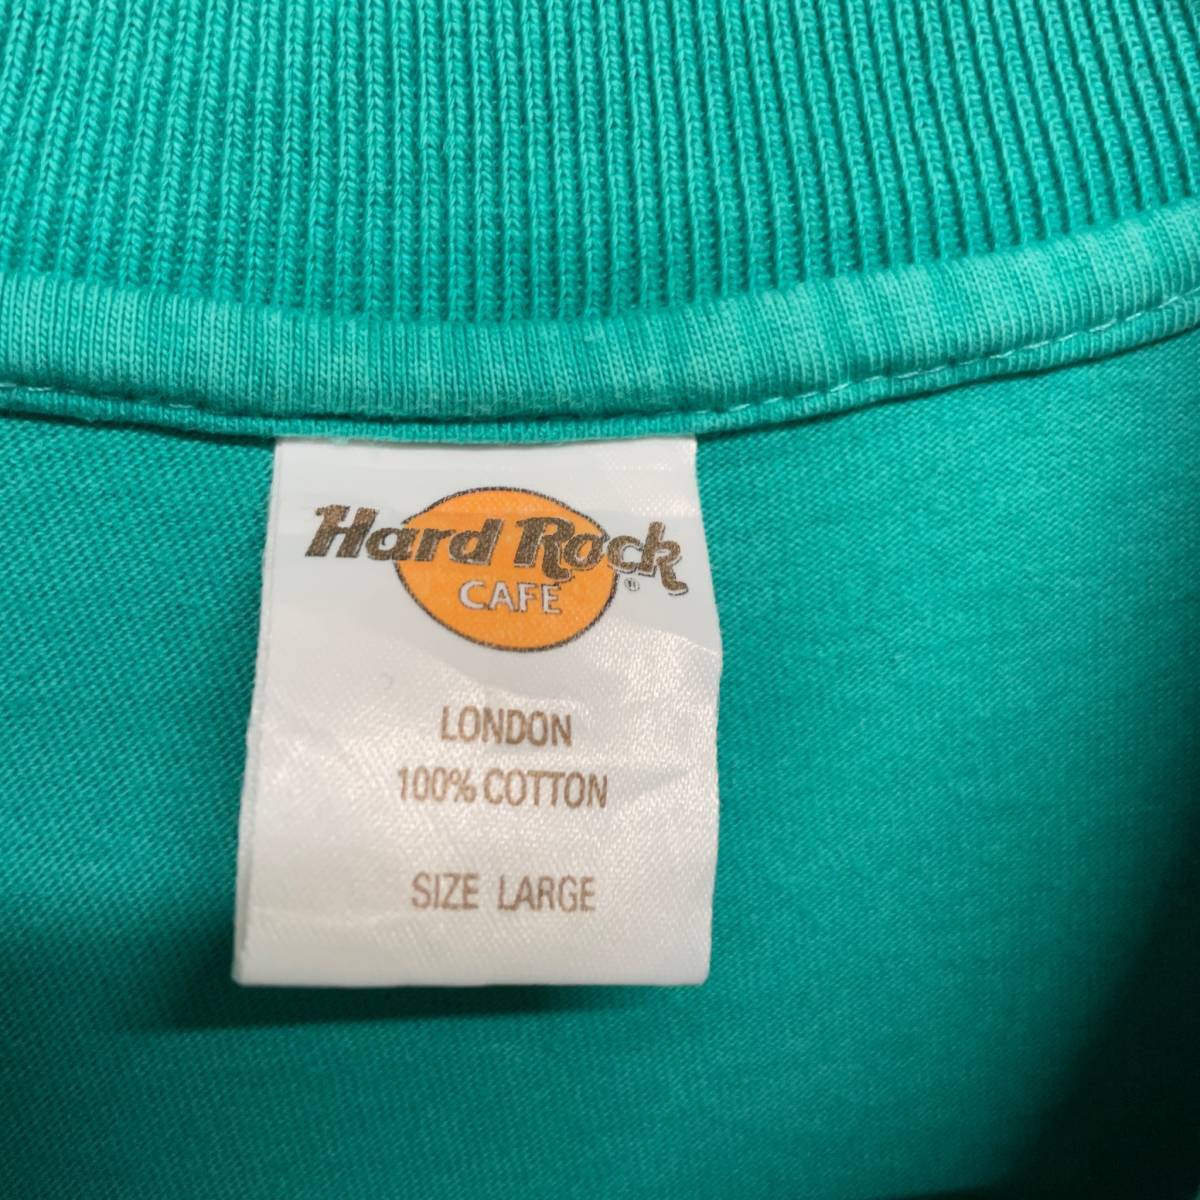 Hard Rock
CAFE ®
LONDON
100% COTTON
SIZE LARGE